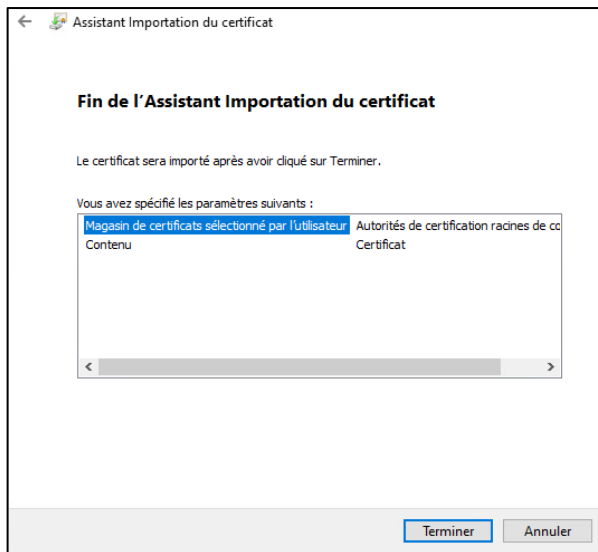 Assistant Importation du certificat
Fin de l'Assistant Importation du certificat
Le certificat sera importé après avoir cliqué sur Terminer.
Vous avez spécifié les paramètres suivants :
Magasin de certificats sélectionné par l'utilisateur Autorités de certification racines de co
Contenu Certificat
Terminer Annuler